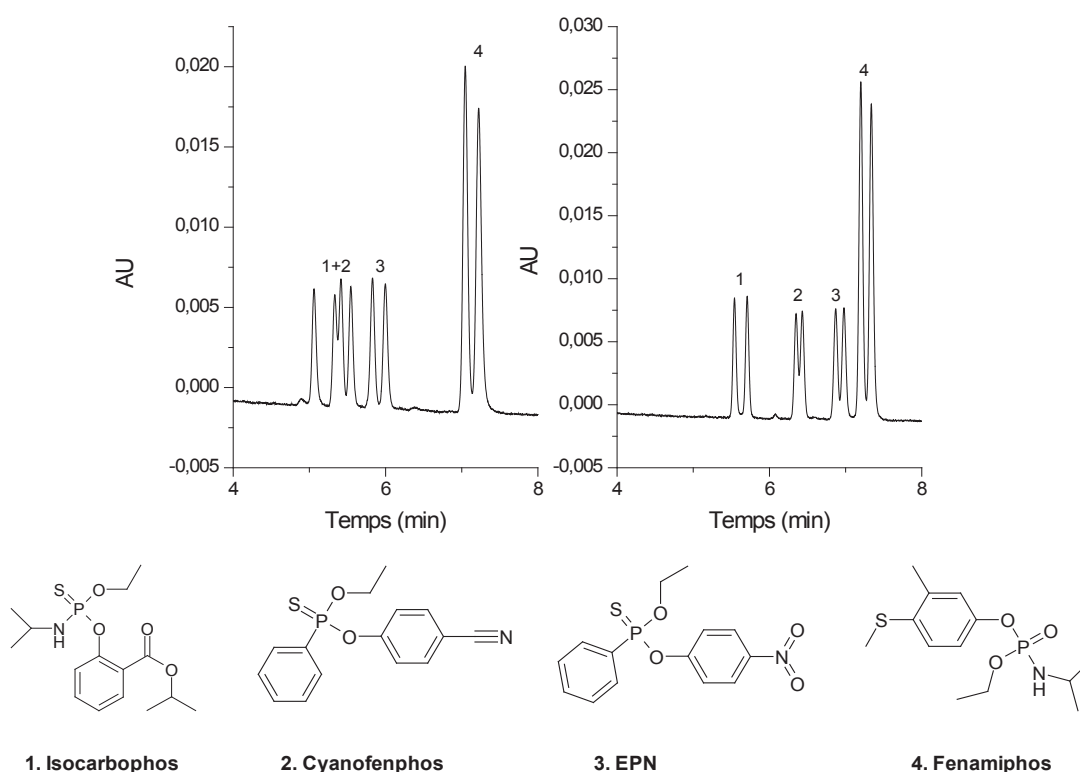 0,020
0,015
0,010
0,005
0,000
-0,005
AU
1+2
3
4
4 6 8
Temps (min)
0,030
0,025
0,020
0,015
0,010
0,005
0,000
-0,005
AU
1
2
3
4
4 6 8
Temps (min)
S
P
O
N
H
O
O
O
S
P
O
O
N
S
P
O
O
N
O
O
S
O
P
O
O
N
H
1. Isocarbophos
2. Cyanofenphos
3. EPN
4. Fenamiphos